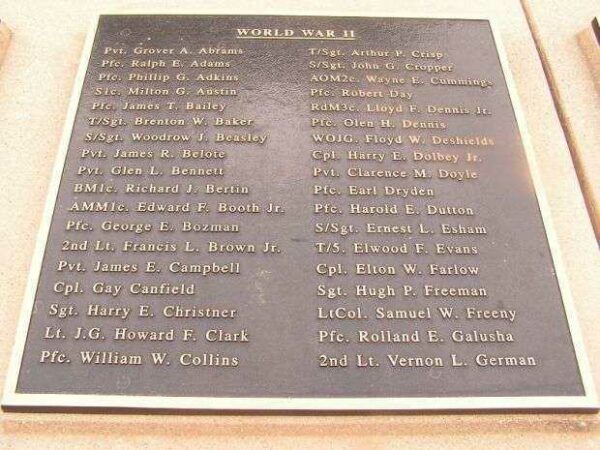 WORLD WAR II
Pvt. Grover A. Abrams
Pfc. Ralph E. Adams
Pfc. Phillip G. Adkins
S1c. Milton G. Austin
Pfc. James T. Bailey
T/Sgt. Brenton W. Baker
S/Sgt. Woodrow J. Beasley
Pvt. James R. Belote
Pvt. Glen L. Bennett
BM1c. Richard J. Bertin
AMM1c. Edward F. Booth Jr.
Pfc. George E. Bozman
2nd Lt. Francis L. Brown Jr.
Pvt. James E. Campbell
Cpl. Gay Canfield
Sgt. Harry E. Christner
Lt. J.G. Howard F. Clark
Pfc. William W. Collins
T/Sgt. Arthur P. Crisp
S/Sgt. John G. Cropper
AOM2c. Wayne E. Cummings
Pfc. Robert Day
RdM3c. Lloyd F. Dennis Jr.
Pfc. Olen H. Dennis
WOJG. Floyd W. Deshields
Cpl. Harry E. Dolbey Jr.
Pvt. Clarence M. Doyle
Pfc. Earl Dryden
Pfc. Harold E. Dutton
S/Sgt. Ernest L. Esham
T/5. Elwood F. Evans
Cpl. Elton W. Farlow
Sgt. Hugh P. Freeman
LtCol. Samuel W. Freeny
Pfc. Rolland E. Galusha
2nd Lt. Vernon L. German